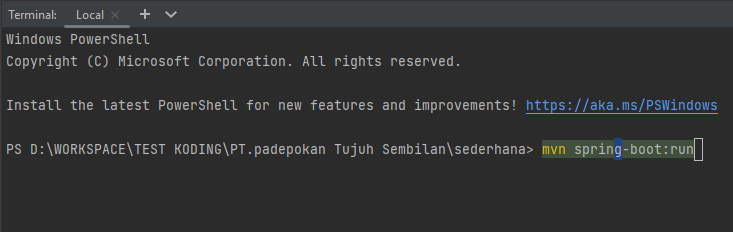 Terminal: Local
Windows PowerShell
Copyright (C) Microsoft Corporation. All rights reserved.
Install the latest PowerShell for new features and improvements! https://aka.ms/PSWindows
PS D:\WORKSPACE\TEST KODING\PT.padepokan Tujuh Sembilan\sederhana> mvn spring-boot:run